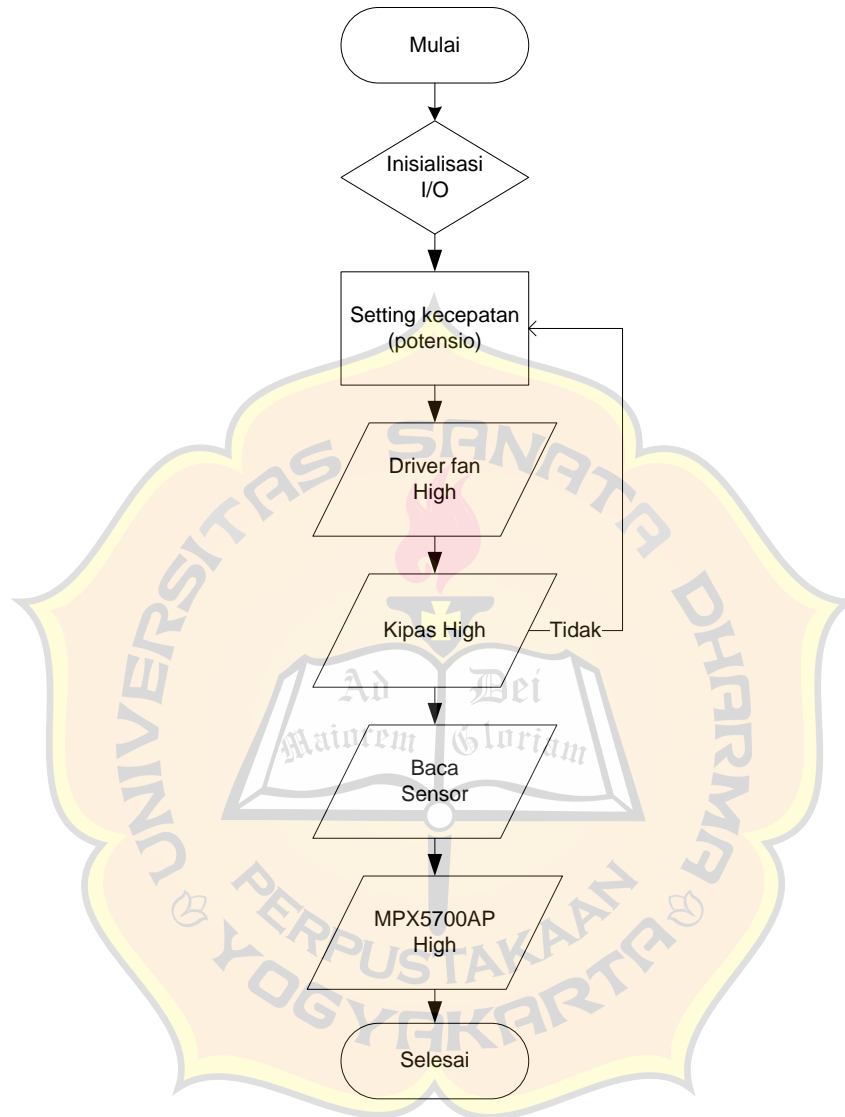 Mulai
Inisialisasi
I/O
Setting kecepatan
(potensio)
Driver fan
High
Kipas High
Tidak
Baca
Sensor
MPX5700AP
High
Selesai
UNIVERSITAS SANATA DHARMA
Ad Dei
Maiorem Gloriam
PERPUSTAKAAN
YOGYAKARTA